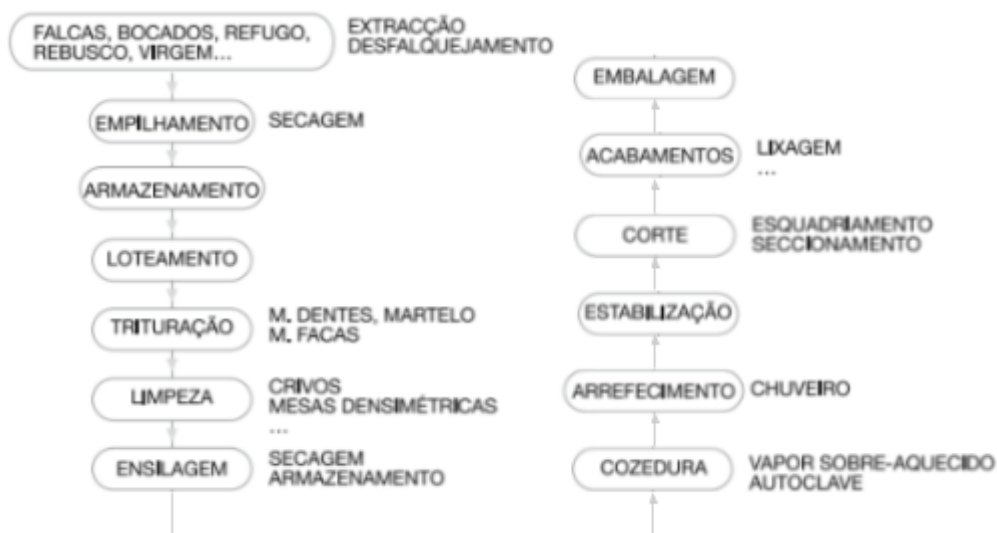 FALCAS, BOCADOS, REFUGO,
REBUSCO, VIRGEM...
EXTRACÇÃO
DESFALQUEJAMENTO
EMPILHAMENTO
SECAGEM
ARMAZENAMENTO
LOTEAMENTO
TRITURAÇÃO
M. DENTES, MARTELO
M. FACAS
LIMPEZA
CRIVOS
MESAS DENSIMÉTRICAS
...
ENSILAGEM
SECAGEM
ARMAZENAMENTO
EMBALAGEM
ACABAMENTOS
LIXAGEM
...
CORTE
ESQUADRIAMENTO
SECCIONAMENTO
ESTABILIZAÇÃO
ARREFECIMENTO
CHUVEIRO
COZEDURA
VAPOR SOBRE-AQUECIDO
AUTOCLAVE